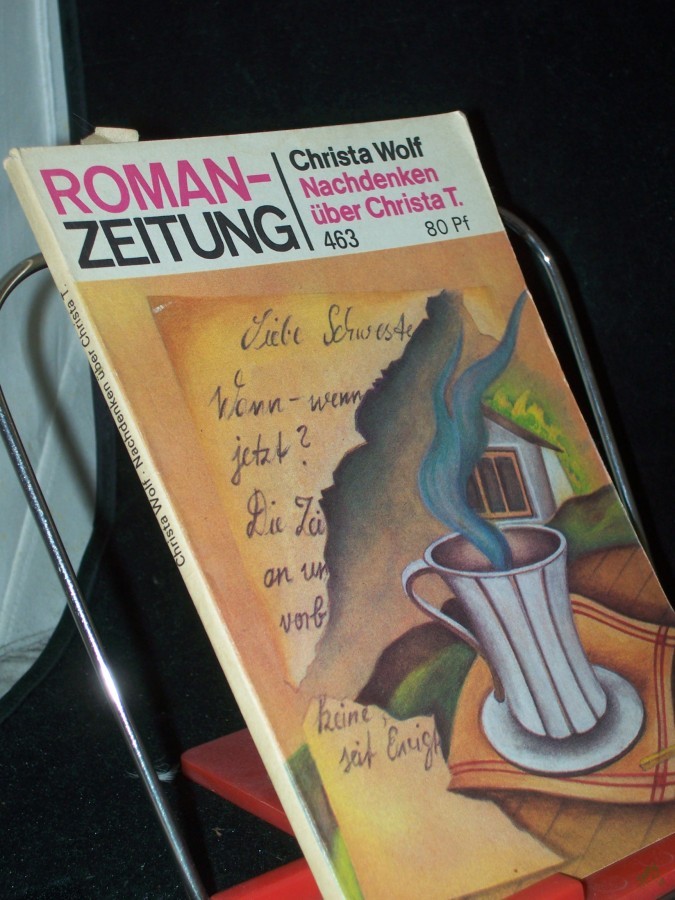 ROMAN-
ZEITUNG
Christa Wolf
Nachdenken
über Christa T.
463
80 Pf
Christa Wolf · Nachdenken über Christa T.
Liebe Schweste
Wann - wenn
jetzt?
Die Zei
an un
vorb
keine
seit Ewigk